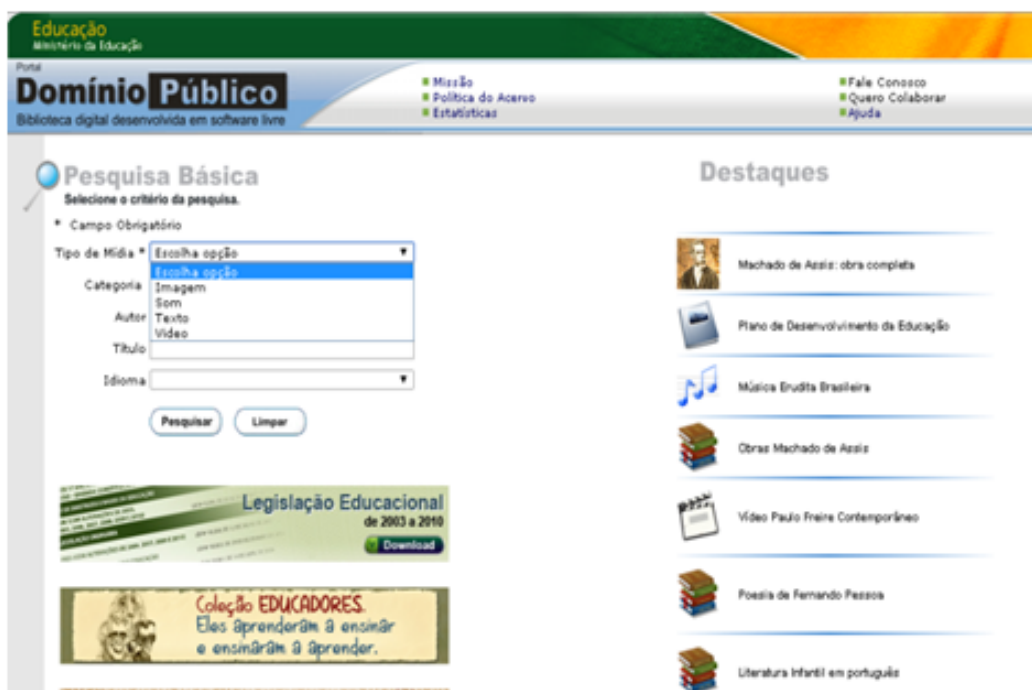 Educação
Ministério da Educação
Portal
Domínio Público
Biblioteca digital desenvolvida em software livre
Missão
Política do Acervo
Estatísticas
Fale Conosco
Quero Colaborar
Ajuda
Pesquisa Básica
Selecione o critério da pesquisa.
* Campo Obrigatório
Tipo de Mídia * Escolha opção
Escolha opção
Categoria Imagem
Som
Autor Texto
Video
Título
Idioma
Pesquisar Limpar
Legislação Educacional
de 2003 a 2010
Download
Coleção EDUCADORES.
Eles aprenderam a ensinar
e ensinaram a aprender.
Destaques
Machado de Assis: obra completa
Plano de Desenvolvimento da Educação
Música Erudita Brasileira
Obras Machado de Assis
Vídeo Paulo Freire Contemporâneo
Poesia de Fernando Pessoa
Literatura Infantil em português